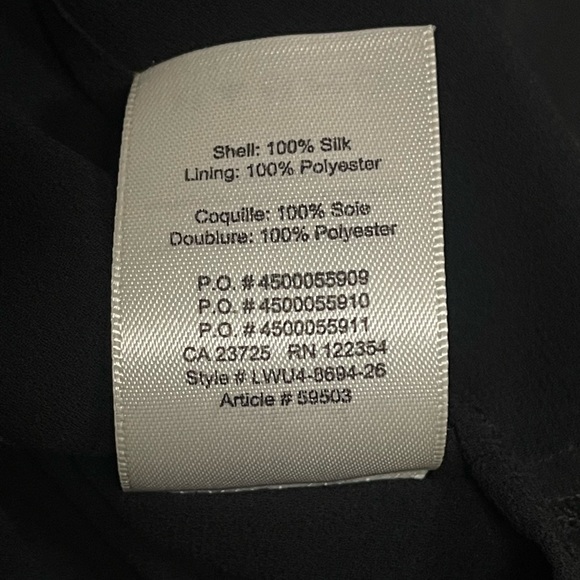 Shell: 100% Silk
Lining: 100% Polyester
Coquille: 100% Soie
Doublure: 100% Polyester
P.O. # 4500055909
P.O. # 4500055910
P.O. # 4500055911
CA 23725 RN 122354
Style # LWU4-8694-26
Article # 59503